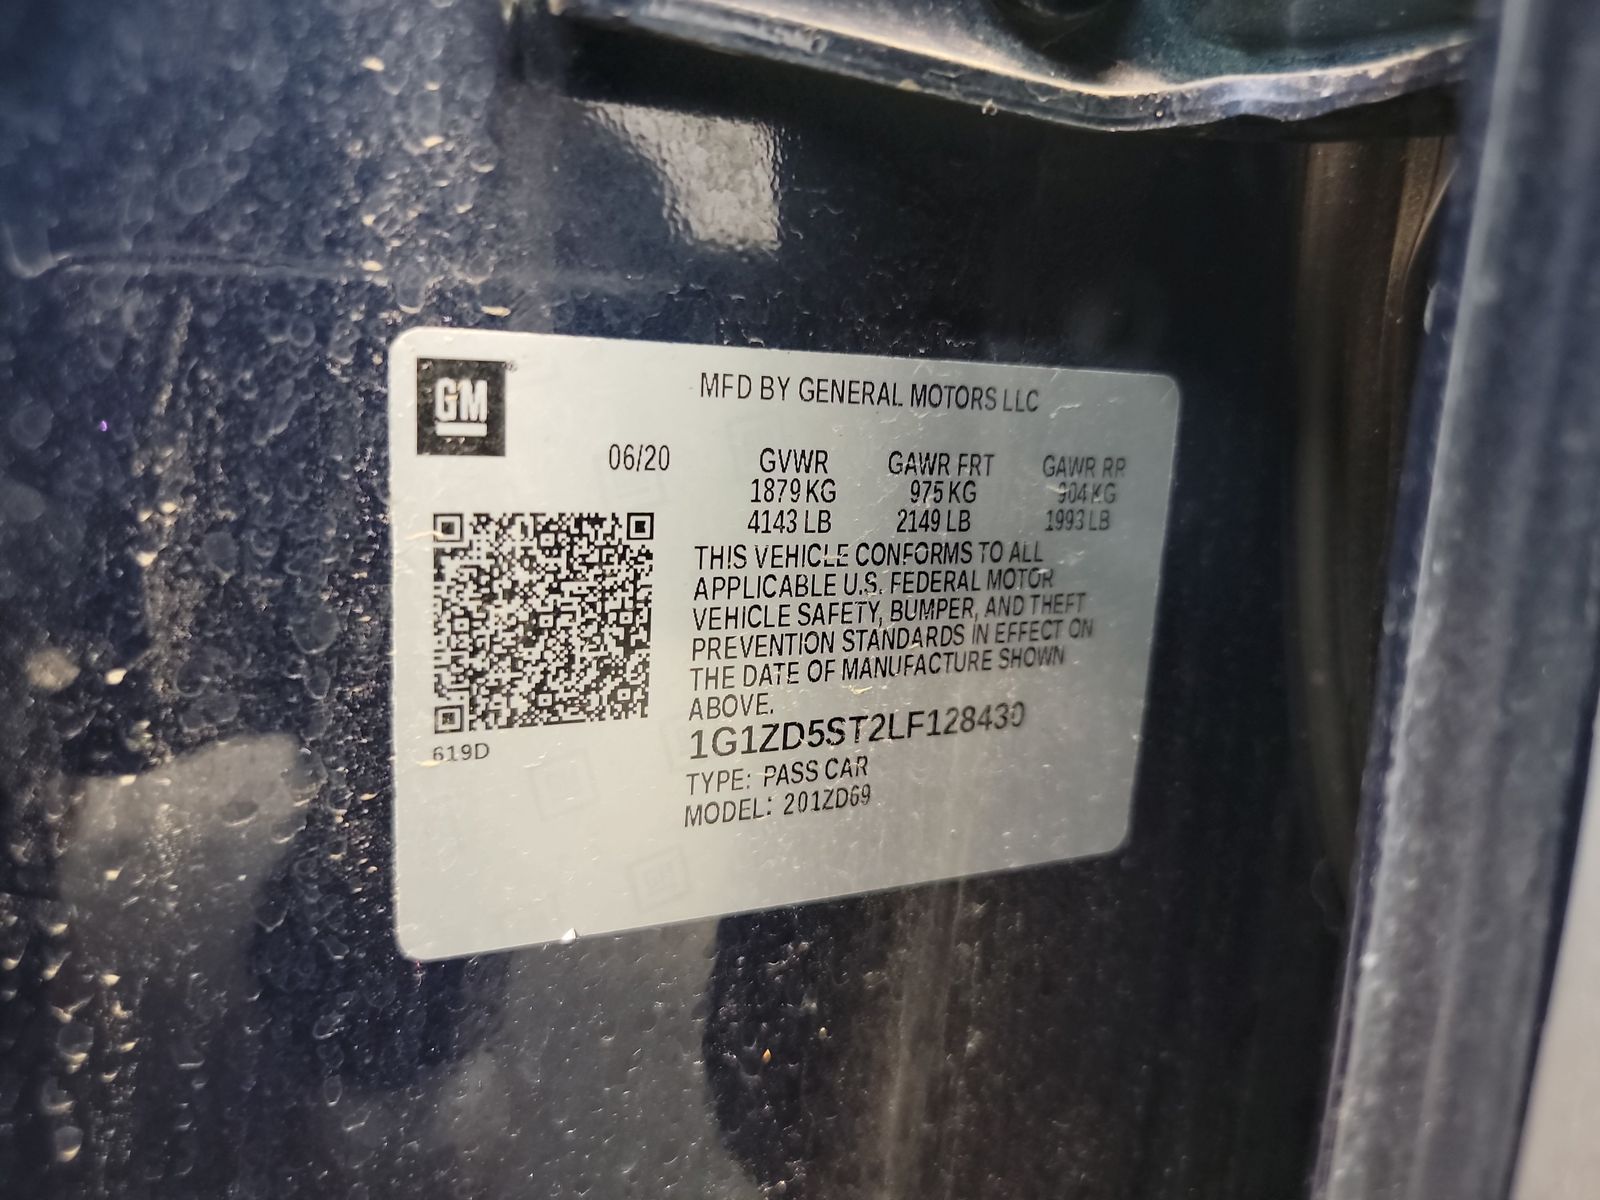 GM
MFD BY GENERAL MOTORS LLC
06/20 GVWR GAWR FRT GAWR RR
1879 KG 975 KG 904 KG
4143 LB 2149 LB 1993 LB
THIS VEHICLE CONFORMS TO ALL
APPLICABLE U.S. FEDERAL MOTOR
VEHICLE SAFETY, BUMPER, AND THEFT
PREVENTION STANDARDS IN EFFECT ON
THE DATE OF MANUFACTURE SHOWN
ABOVE.
1G1ZD5ST2LF128430
619D
TYPE: PASS CAR
MODEL: 201ZD69